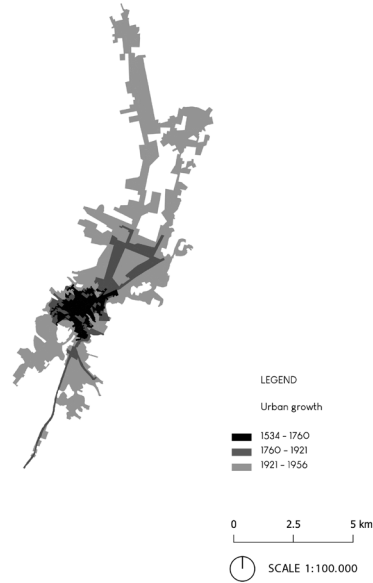 LEGEND
Urban growth
1534 - 1760
1760 - 1921
1921 - 1956
0 2.5 5 km
SCALE 1:100.000